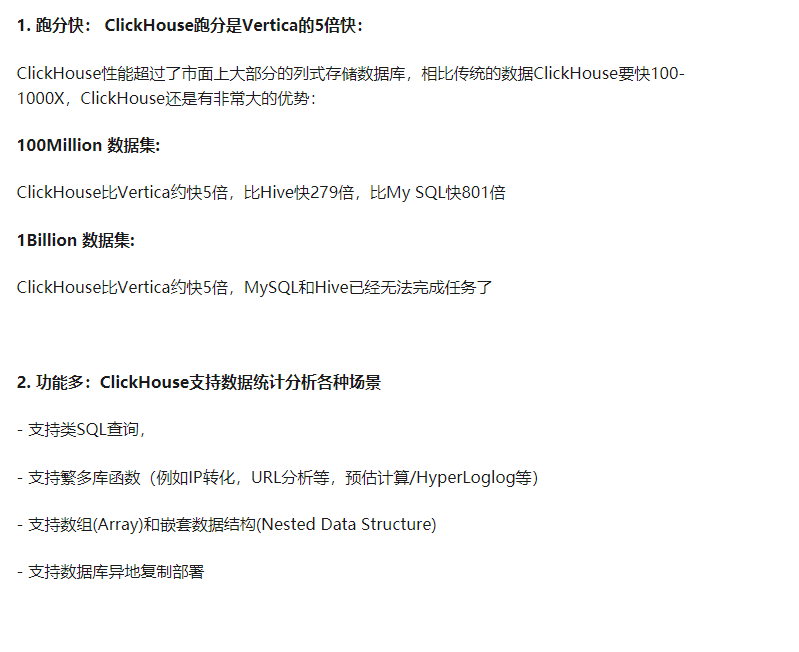 1. 跑分快： ClickHouse跑分是Vertica的5倍快：
ClickHouse性能超过了市面上大部分的列式存储数据库，相比传统的数据ClickHouse要快100-
1000X，ClickHouse还是有非常大的优势：
100Million 数据集:
ClickHouse比Vertica约快5倍，比Hive快279倍，比My SQL快801倍
1Billion 数据集:
ClickHouse比Vertica约快5倍，MySQL和Hive已经无法完成任务了
2. 功能多：ClickHouse支持数据统计分析各种场景
- 支持类SQL查询，
- 支持繁多库函数（例如IP转化，URL分析等，预估计算/HyperLoglog等）
- 支持数组(Array)和嵌套数据结构(Nested Data Structure)
- 支持数据库异地复制部署